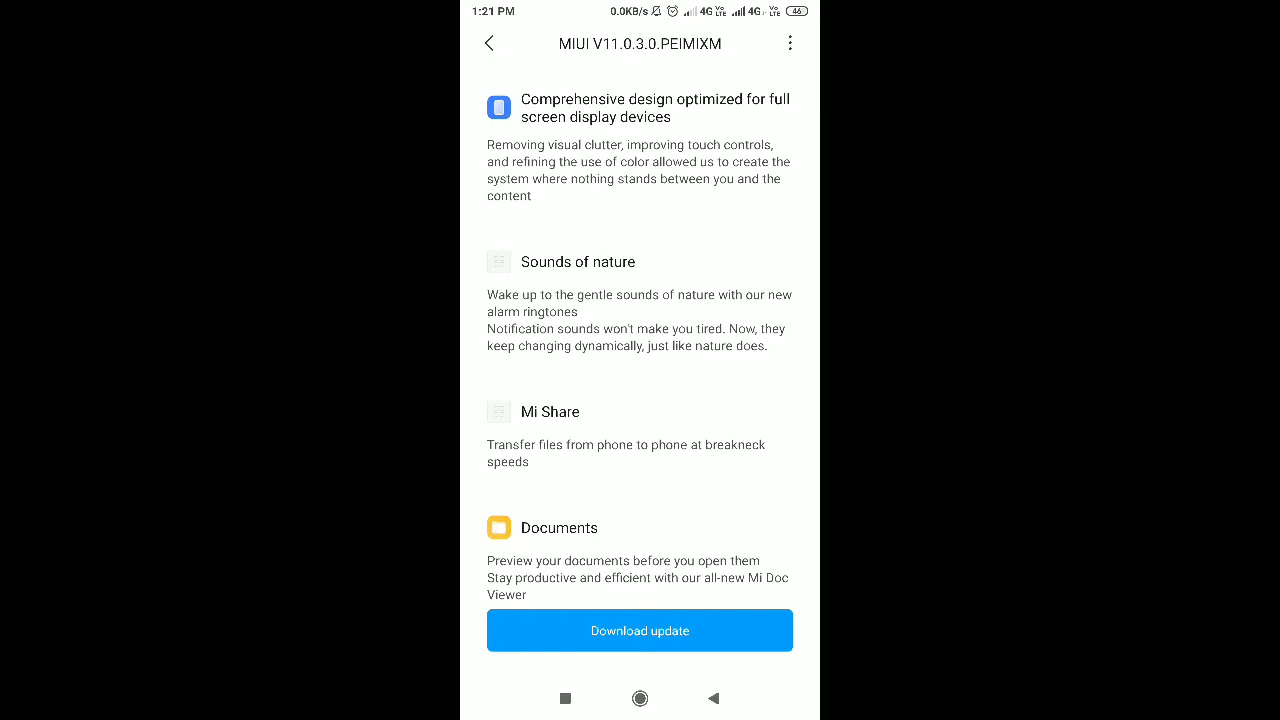 1:21 PM 0.0KB/s 4G Vo LTE 4G Vo LTE 46
MIUI V11.0.3.0.PEIMIXM
Comprehensive design optimized for full
screen display devices
Removing visual clutter, improving touch controls,
and refining the use of color allowed us to create the
system where nothing stands between you and the
content
Sounds of nature
Wake up to the gentle sounds of nature with our new
alarm ringtones
Notification sounds won't make you tired. Now, they
keep changing dynamically, just like nature does.
Mi Share
Transfer files from phone to phone at breakneck
speeds
Documents
Preview your documents before you open them
Stay productive and efficient with our all-new Mi Doc
Viewer
Download update